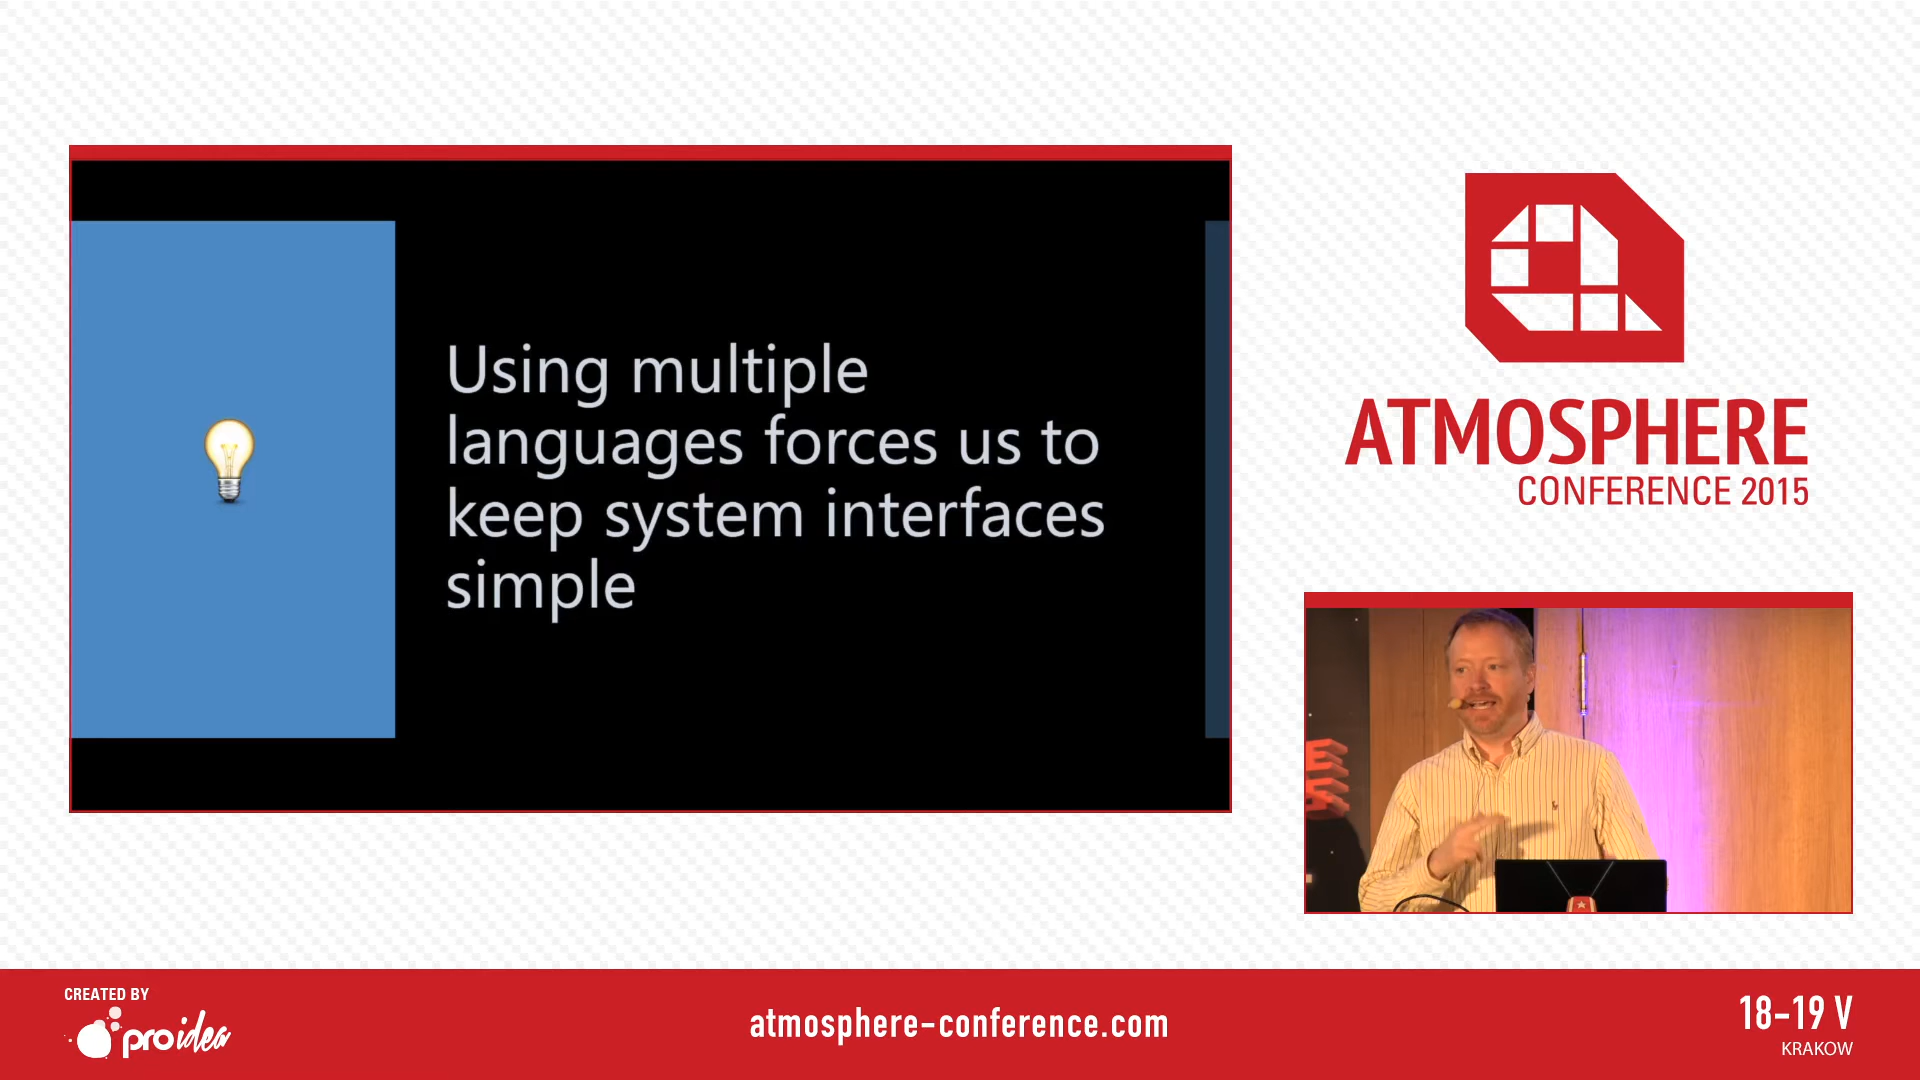 Using multiple
languages forces us to
keep system interfaces
simple
ATMOSPHERE
CONFERENCE 2015
CREATED BY
proidea
atmosphere-conference.com
18-19 V
KRAKOW